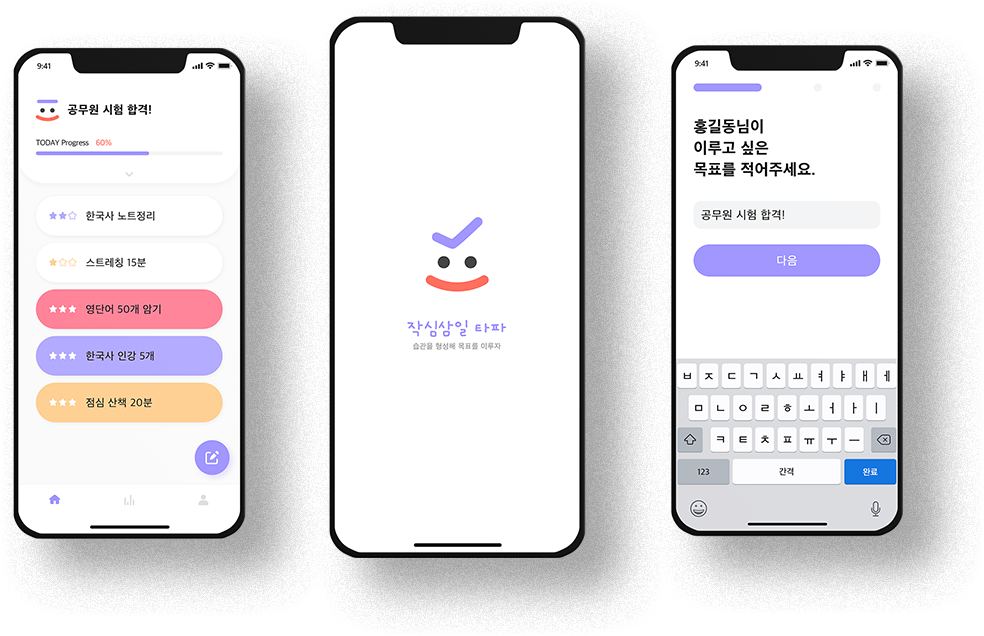 9:41
공무원 시험 합격!
TODAY Progress 60%
한국사 노트정리
스트레칭 15분
영단어 50개 암기
한국사 인강 5개
점심 산책 20분
작심삼일 타파
습관을 형성해 목표를 이루자
9:41
홍길동님이
이루고 싶은
목표를 적어주세요.
공무원 시험 합격!
다음
ㅂ ㅈ ㄷ ㄱ ㅅ ㅛ ㅕ ㅑ ㅐ ㅔ
ㅁ ㄴ ㅇ ㄹ ㅎ ㅗ ㅓ ㅏ ㅣ
ㅋ ㅌ ㅊ ㅍ ㅠ ㅜ ㅡ
123 간격 완료